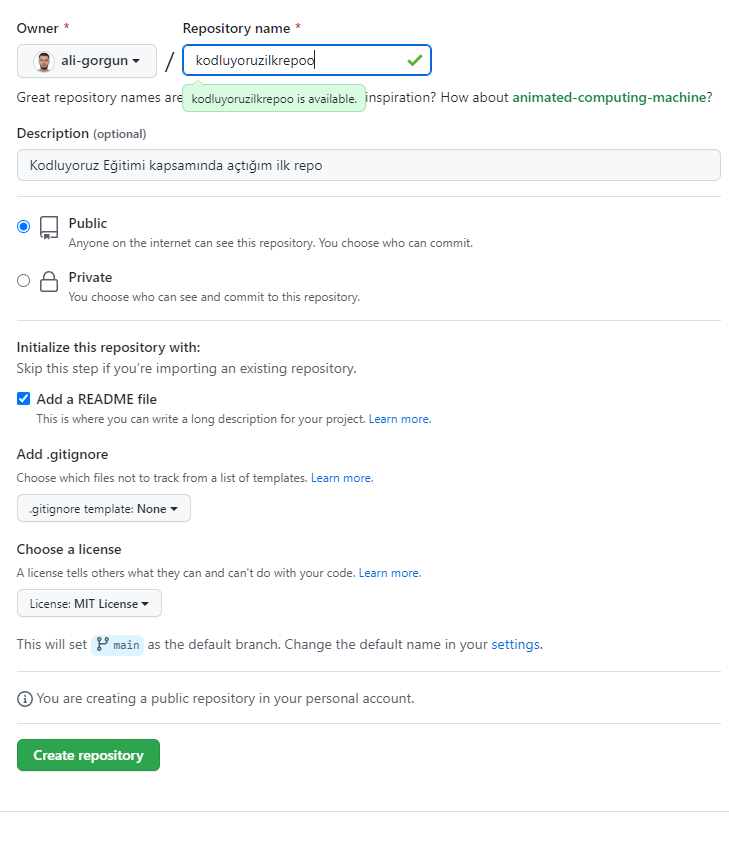 Owner * Repository name *
ali-gorgun / kodluyoruzilkrepoo
Great repository names are kodluyoruzilkrepoo is available. inspiration? How about animated-computing-machine?
Description (optional)
Kodluyoruz Eğitimi kapsamında açtığım ilk repo
Public
Anyone on the internet can see this repository. You choose who can commit.
Private
You choose who can see and commit to this repository.
Initialize this repository with:
Skip this step if you're importing an existing repository.
Add a README file
This is where you can write a long description for your project. Learn more.
Add .gitignore
Choose which files not to track from a list of templates. Learn more.
.gitignore template: None
Choose a license
A license tells others what they can and can't do with your code. Learn more.
License: MIT License
This will set main as the default branch. Change the default name in your settings.
You are creating a public repository in your personal account.
Create repository